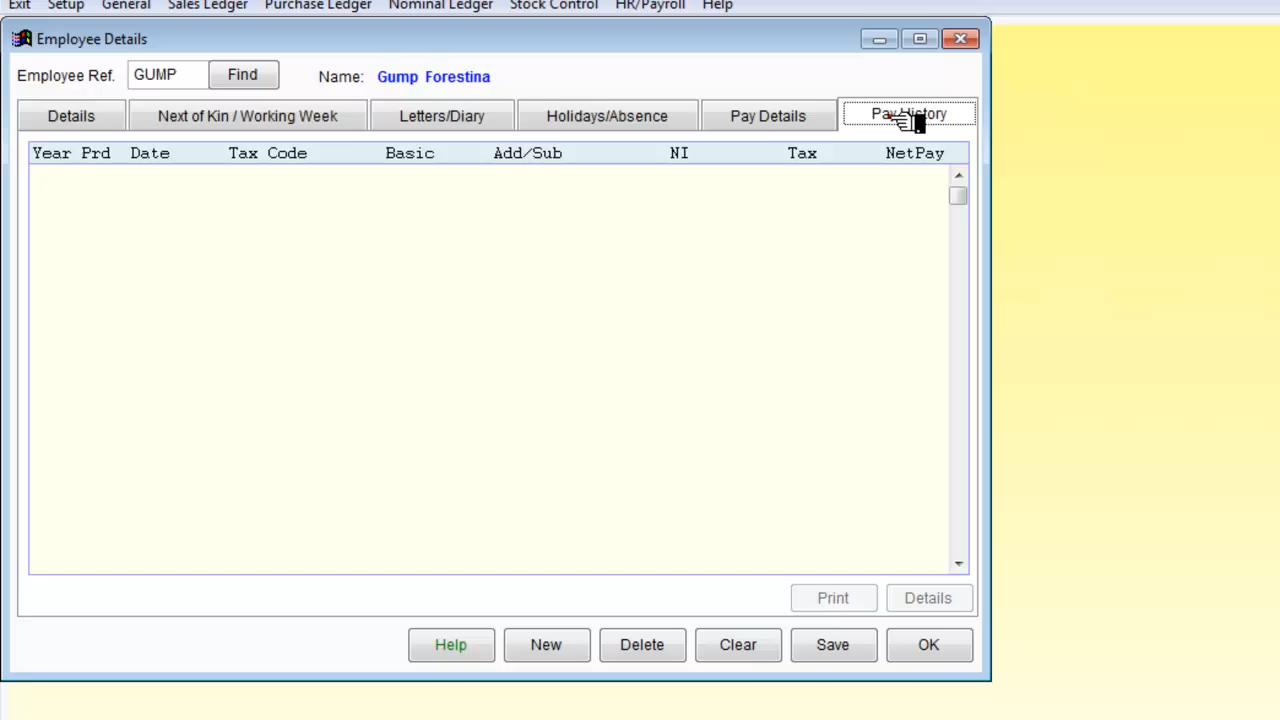 Exit Setup General Sales Ledger Purchase Ledger Nominal Ledger Stock Control HR/Payroll Help
Employee Details
Employee Ref. GUMP Find Name: Gump Forestina
Details Next of Kin / Working Week Letters/Diary Holidays/Absence Pay Details Pay History
Year Prd Date Tax Code Basic Add/Sub NI Tax NetPay
Print Details
Help New Delete Clear Save OK